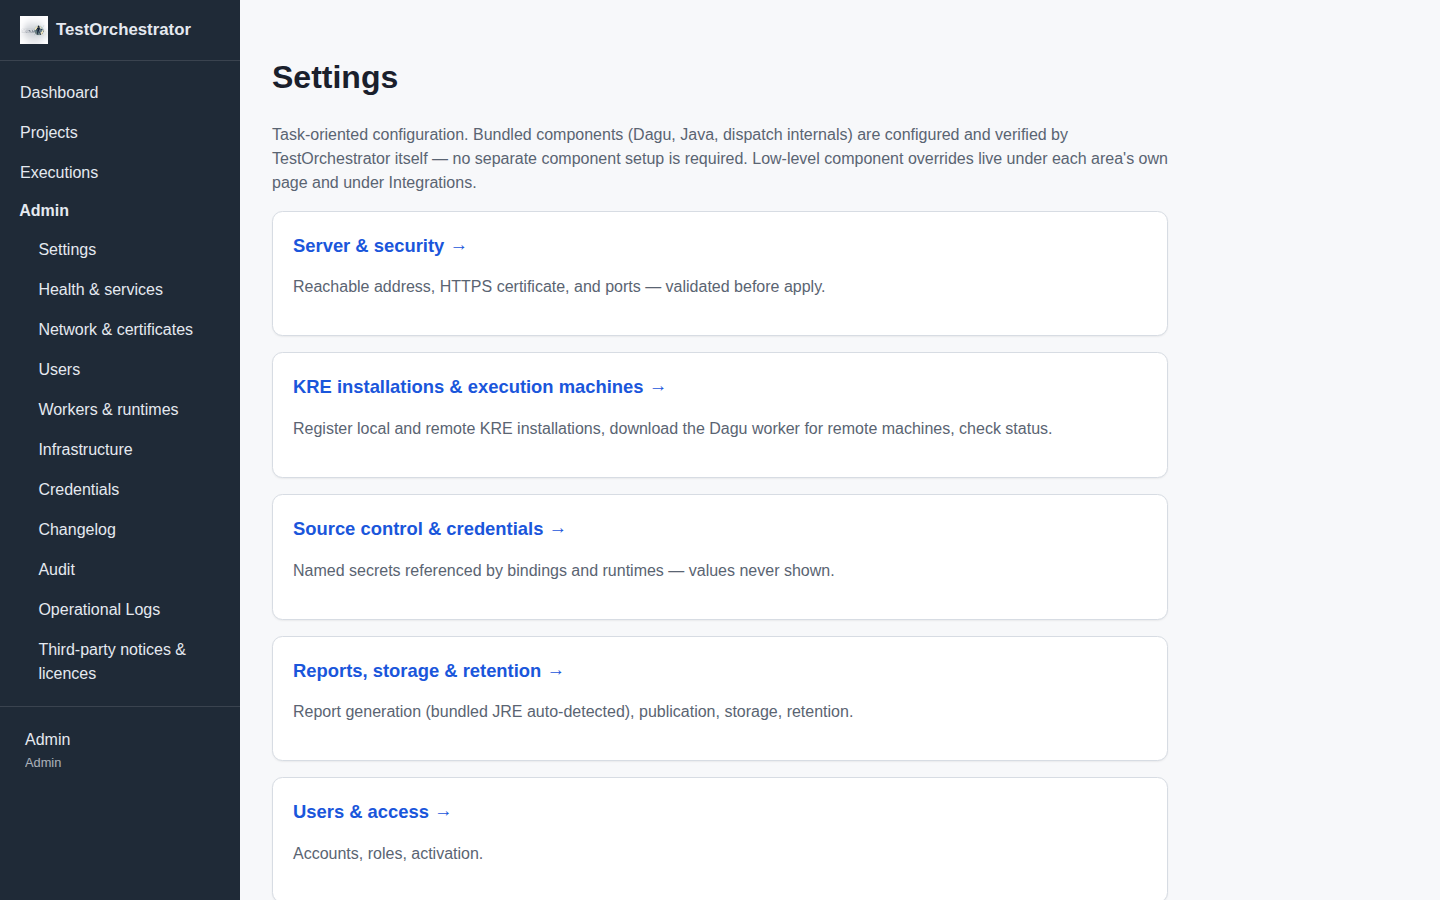 TestOrchestrator
Dashboard
Projects
Executions
Admin
Settings
Health & services
Network & certificates
Users
Workers & runtimes
Infrastructure
Credentials
Changelog
Audit
Operational Logs
Third-party notices &
licences
Admin
Admin
Settings
Task-oriented configuration. Bundled components (Dagu, Java, dispatch internals) are configured and verified by
TestOrchestrator itself — no separate component setup is required. Low-level component overrides live under each area's own
page and under Integrations.
Server & security →
Reachable address, HTTPS certificate, and ports — validated before apply.
KRE installations & execution machines →
Register local and remote KRE installations, download the Dagu worker for remote machines, check status.
Source control & credentials →
Named secrets referenced by bindings and runtimes — values never shown.
Reports, storage & retention →
Report generation (bundled JRE auto-detected), publication, storage, retention.
Users & access →
Accounts, roles, activation.